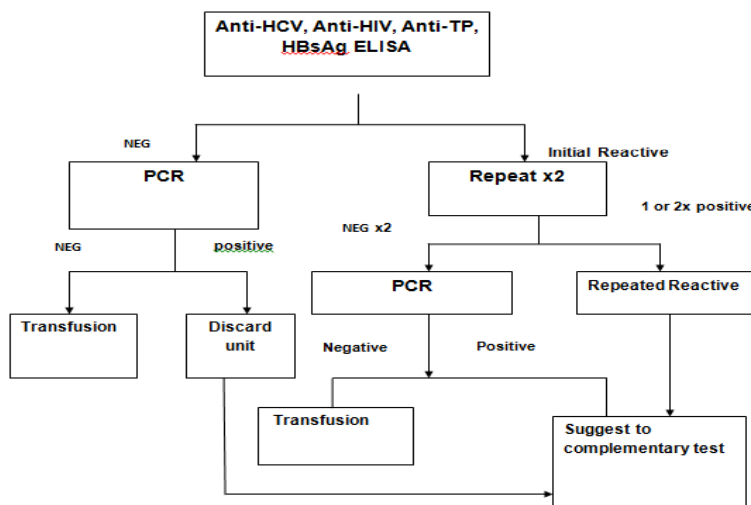 Anti-HCV, Anti-HIV, Anti-TP,
HBsAg ELISA
NEG
Initial Reactive
PCR
Repeat x2
1 or 2x positive
NEG x2
NEG
positive
PCR
Repeated Reactive
Transfusion
Discard
unit
Negative
Positive
Transfusion
Suggest to
complementary test